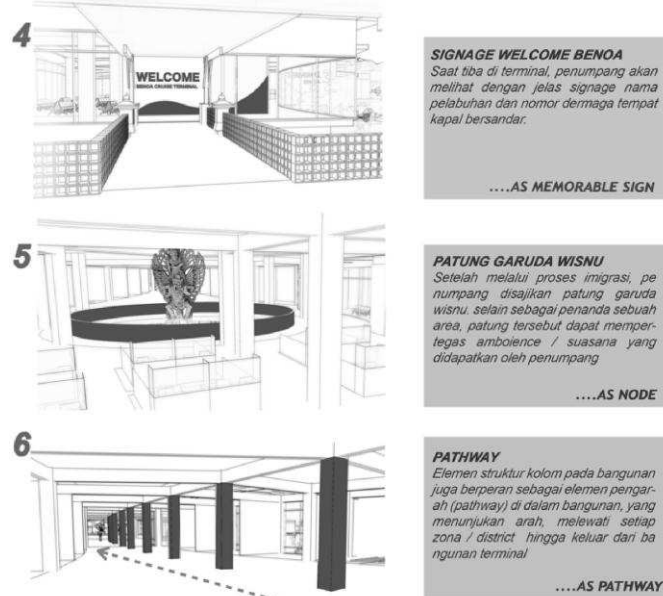 4
WELCOME
BENOA CRUISE TERMINAL
SIGNAGE WELCOME BENOA
Saat tiba di terminal, penumpang akan
melihat dengan jelas signage nama
pelabuhan dan nomor dermaga tempat
kapal bersandar.
....AS MEMORABLE SIGN
5
PATUNG GARUDA WISNU
Setelah melalui proses imigrasi, pe
numpang disajikan patung garuda
wisnu. selain sebagai penanda sebuah
area, patung tersebut dapat memper-
tegas amboience / suasana yang
didapatkan oleh penumpang
....AS NODE
6
PATHWAY
Elemen struktur kolom pada bangunan
juga berperan sebagai elemen pengar-
ah (pathway) di dalam bangunan, yang
menunjukan arah, melewati setiap
zona / district hingga keluar dari ba
ngunan terminal
....AS PATHWAY